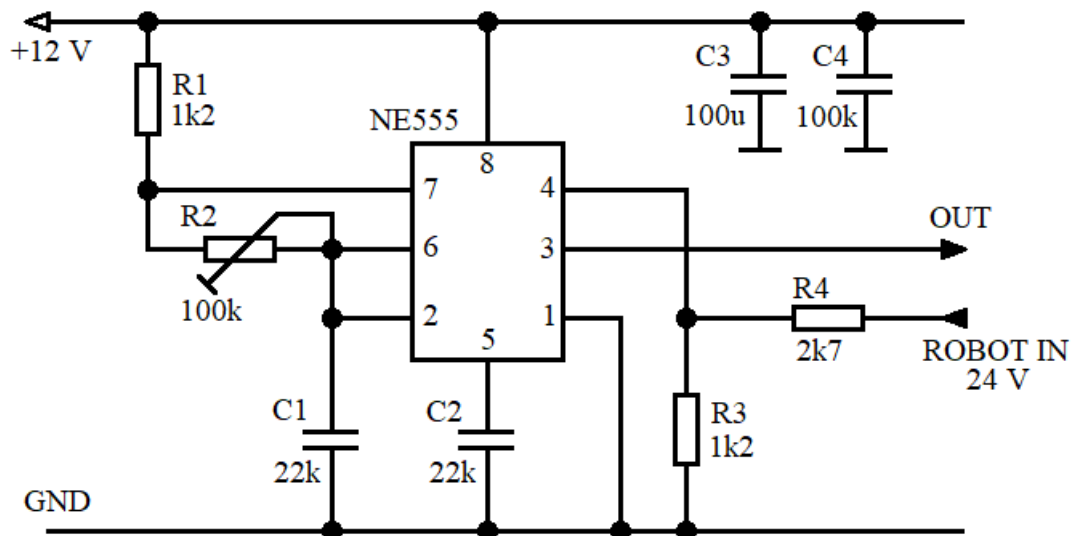 +12 V
R1
1k2
NE555
C3
100u
C4
100k
8
7
4
R2
100k
6
3
OUT
2
1
5
R4
2k7
ROBOT IN
24 V
C1
22k
C2
22k
R3
1k2
GND